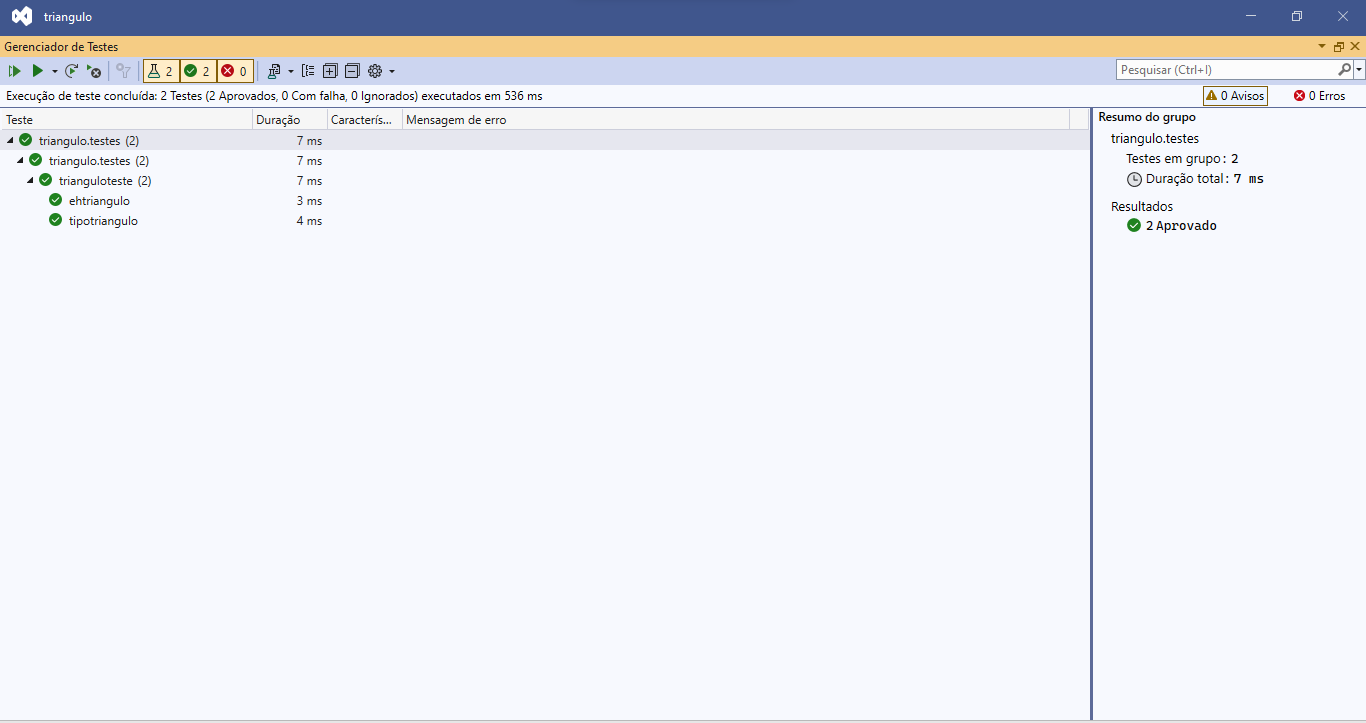 triangulo
Gerenciador de Testes
2 2 0 Pesquisar (Ctrl+I)
Execução de teste concluída: 2 Testes (2 Aprovados, 0 Com falha, 0 Ignorados) executados em 536 ms 0 Avisos 0 Erros
Teste Duração Caracterís... Mensagem de erro
triangulo.testes (2) 7 ms
triangulo.testes (2) 7 ms
trianguloteste (2) 7 ms
ehtriangulo 3 ms
tipotriangulo 4 ms
Resumo do grupo
triangulo.testes
Testes em grupo: 2
Duração total: 7 ms
Resultados
2 Aprovado